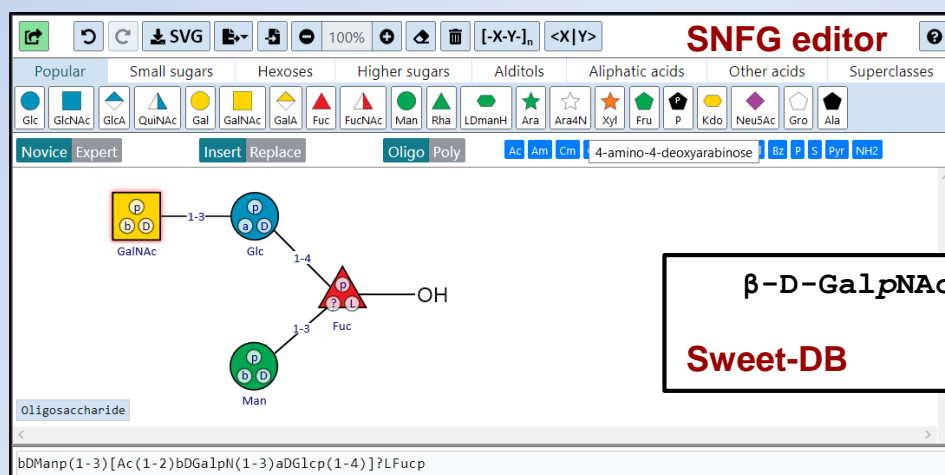 SVG 100% [-X-Y-]n <X|Y> SNFG editor
Popular Small sugars Hexoses Higher sugars Alditols Aliphatic acids Other acids Superclasses
Glc GlcNAc GlcA QuiNAc Gal GalNAc GalA Fuc FucNAc Man Rha LDmanH Ara Ara4N Xyl Fru P P Kdo Neu5Ac Gro Ala
Novice Expert Insert Replace Oligo Poly Ac Am Cm 4-amino-4-deoxyarabinose Bz P S Pyr NH2
p p
b D 1-3 a D
GalNAc Glc
1-4
p
? L OH
1-3 Fuc
p
b D
Man
β-D-GalpNAc
Sweet-DB
Oligosaccharide
bDManp(1-3)[Ac(1-2)bDGalpN(1-3)aDGlcp(1-4)]?LFucp